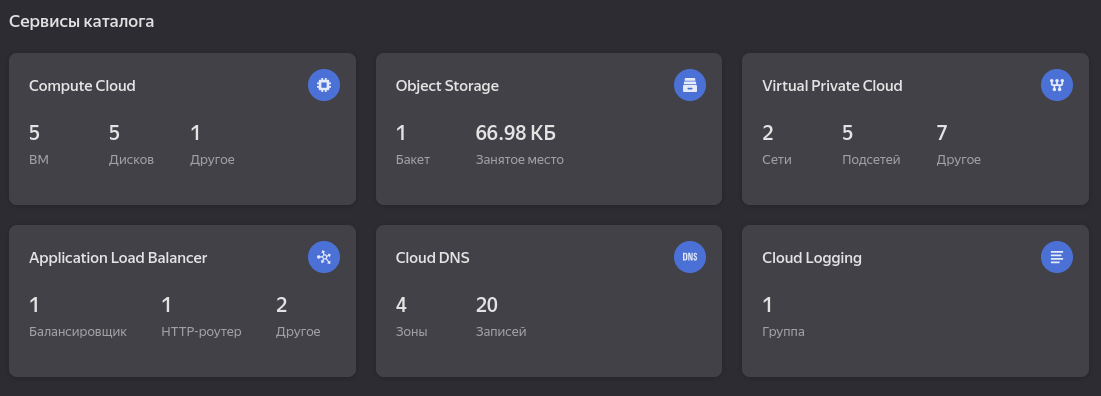 Сервисы каталога
Compute Cloud
5 5 1
ВМ Дисков Другое
Object Storage
1 66.98 КБ
Бакет Занятое место
Virtual Private Cloud
2 5 7
Сети Подсетей Другое
Application Load Balancer
1 1 2
Балансировщик HTTP-роутер Другое
Cloud DNS
DNS
4 20
Зоны Записей
Cloud Logging
1
Группа